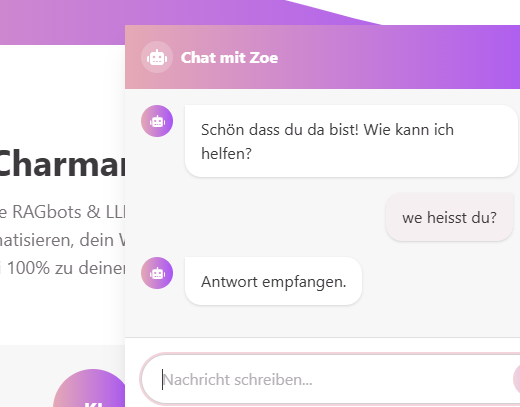 Chat mit Zoe
Schön dass du da bist! Wie kann ich
helfen?
we heisst du?
Antwort empfangen.
Nachricht schreiben...
Charmar
e RAGbots & LL
natisieren, dein
100% zu deiner
KI